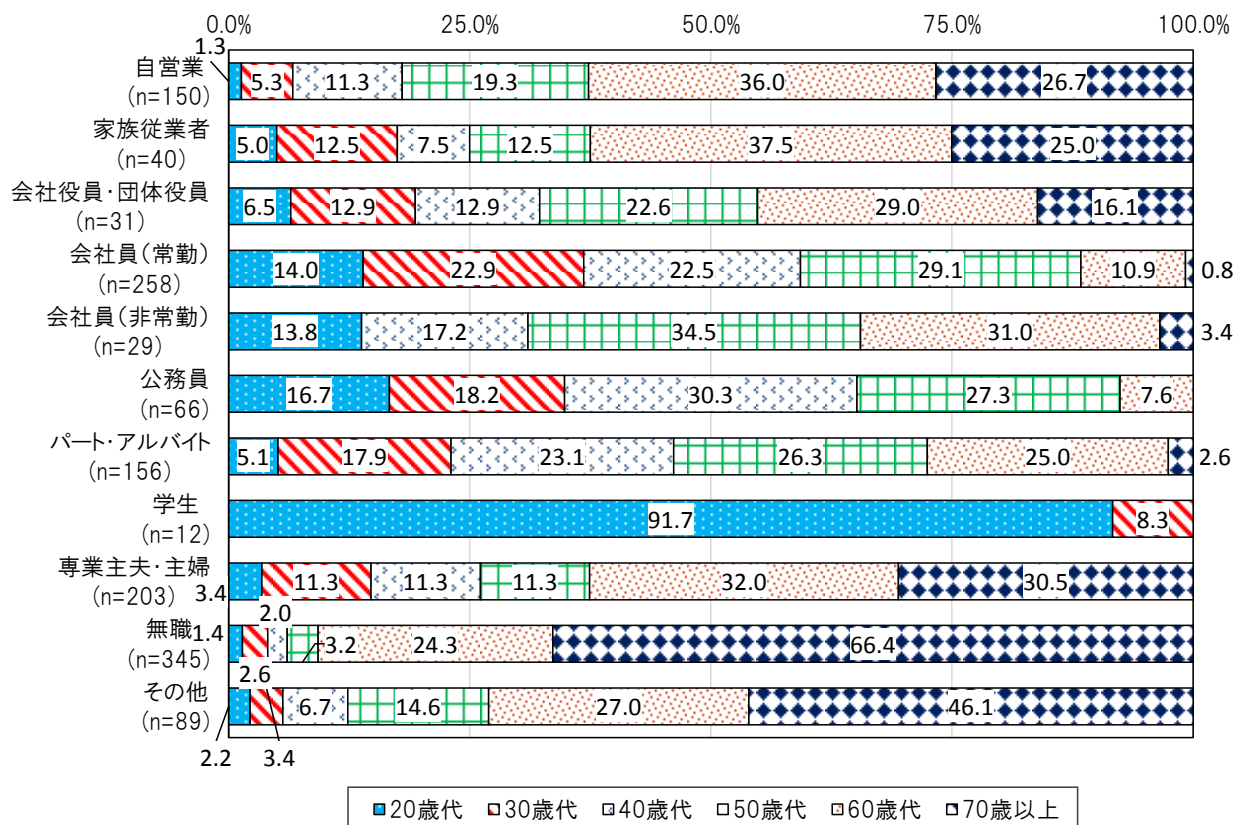 0.0% 25.0% 50.0% 75.0% 100.0%
1.3
自営業
(n=150)
5.3 11.3 19.3 36.0 26.7
家族従業者
(n=40)
5.0 12.5 7.5 12.5 37.5 25.0
会社役員・団体役員
(n=31)
6.5 12.9 12.9 22.6 29.0 16.1
会社員(常勤)
(n=258)
14.0 22.9 22.5 29.1 10.9 0.8
会社員(非常勤)
(n=29)
13.8 17.2 34.5 31.0 3.4
公務員
(n=66)
16.7 18.2 30.3 27.3 7.6
パート・アルバイト
(n=156)
5.1 17.9 23.1 26.3 25.0 2.6
学生
(n=12)
91.7 8.3
専業主夫・主婦
(n=203)
3.4 11.3 11.3 11.3 32.0 30.5
無職
(n=345)
1.4 2.6 2.0 3.2 24.3 66.4
その他
(n=89)
2.2 3.4 6.7 14.6 27.0 46.1
20歳代 30歳代 40歳代 50歳代 60歳代 70歳以上